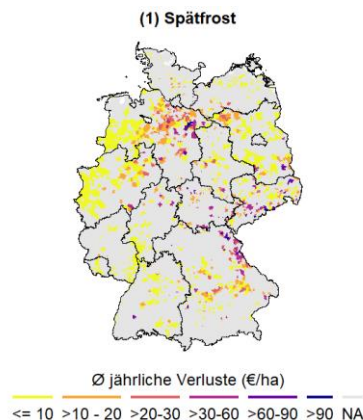 (1) Spätfrost
Ø jährliche Verluste (€/ha)
<= 10 >10 - 20 >20-30 >30-60 >60-90 >90 NA